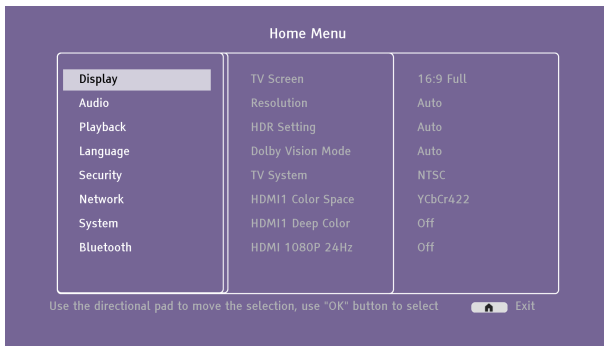 Home Menu
Display TV Screen 16:9 Full
Audio Resolution Auto
Playback HDR Setting Auto
Language Dolby Vision Mode Auto
Security TV System NTSC
Network HDMI1 Color Space YCbCr422
System HDMI1 Deep Color Off
Bluetooth HDMI 1080P 24Hz Off
Use the directional pad to move the selection, use "OK" button to select Exit